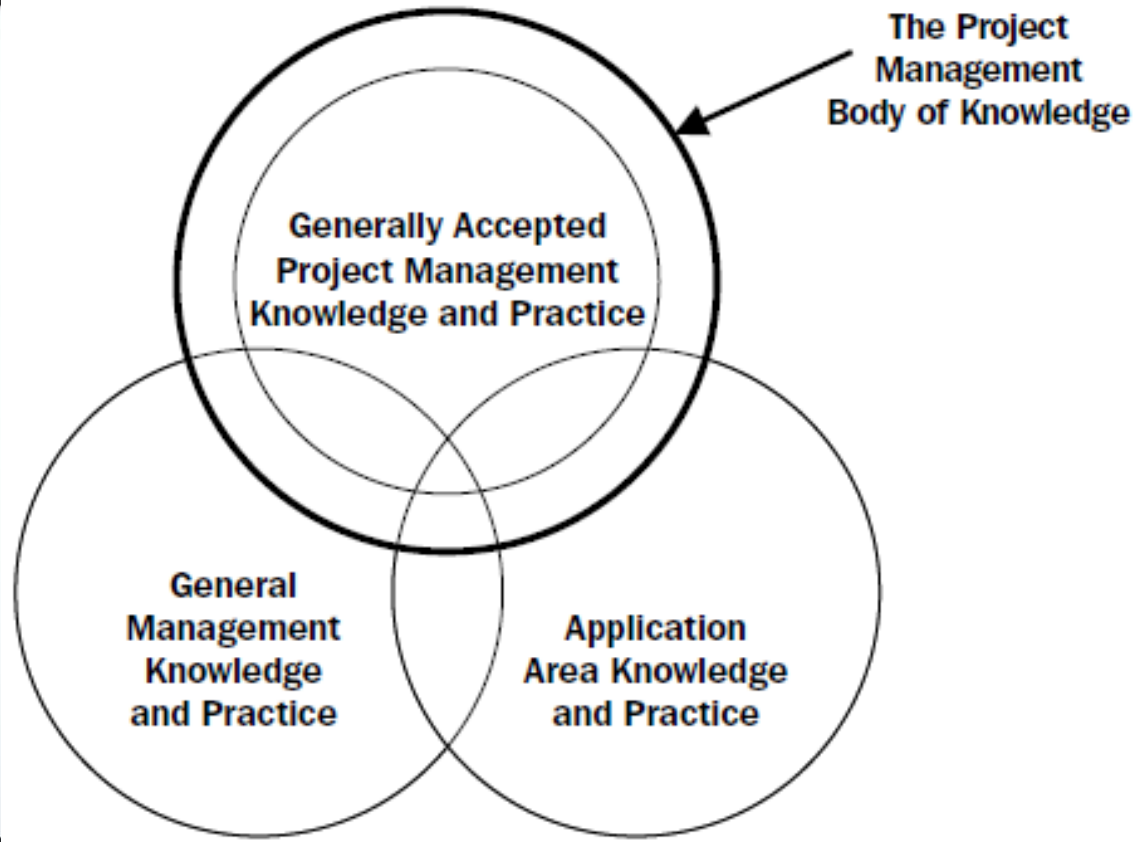 The Project
Management
Body of Knowledge
Generally Accepted
Project Management
Knowledge and Practice
General
Management
Knowledge
and Practice
Application
Area Knowledge
and Practice